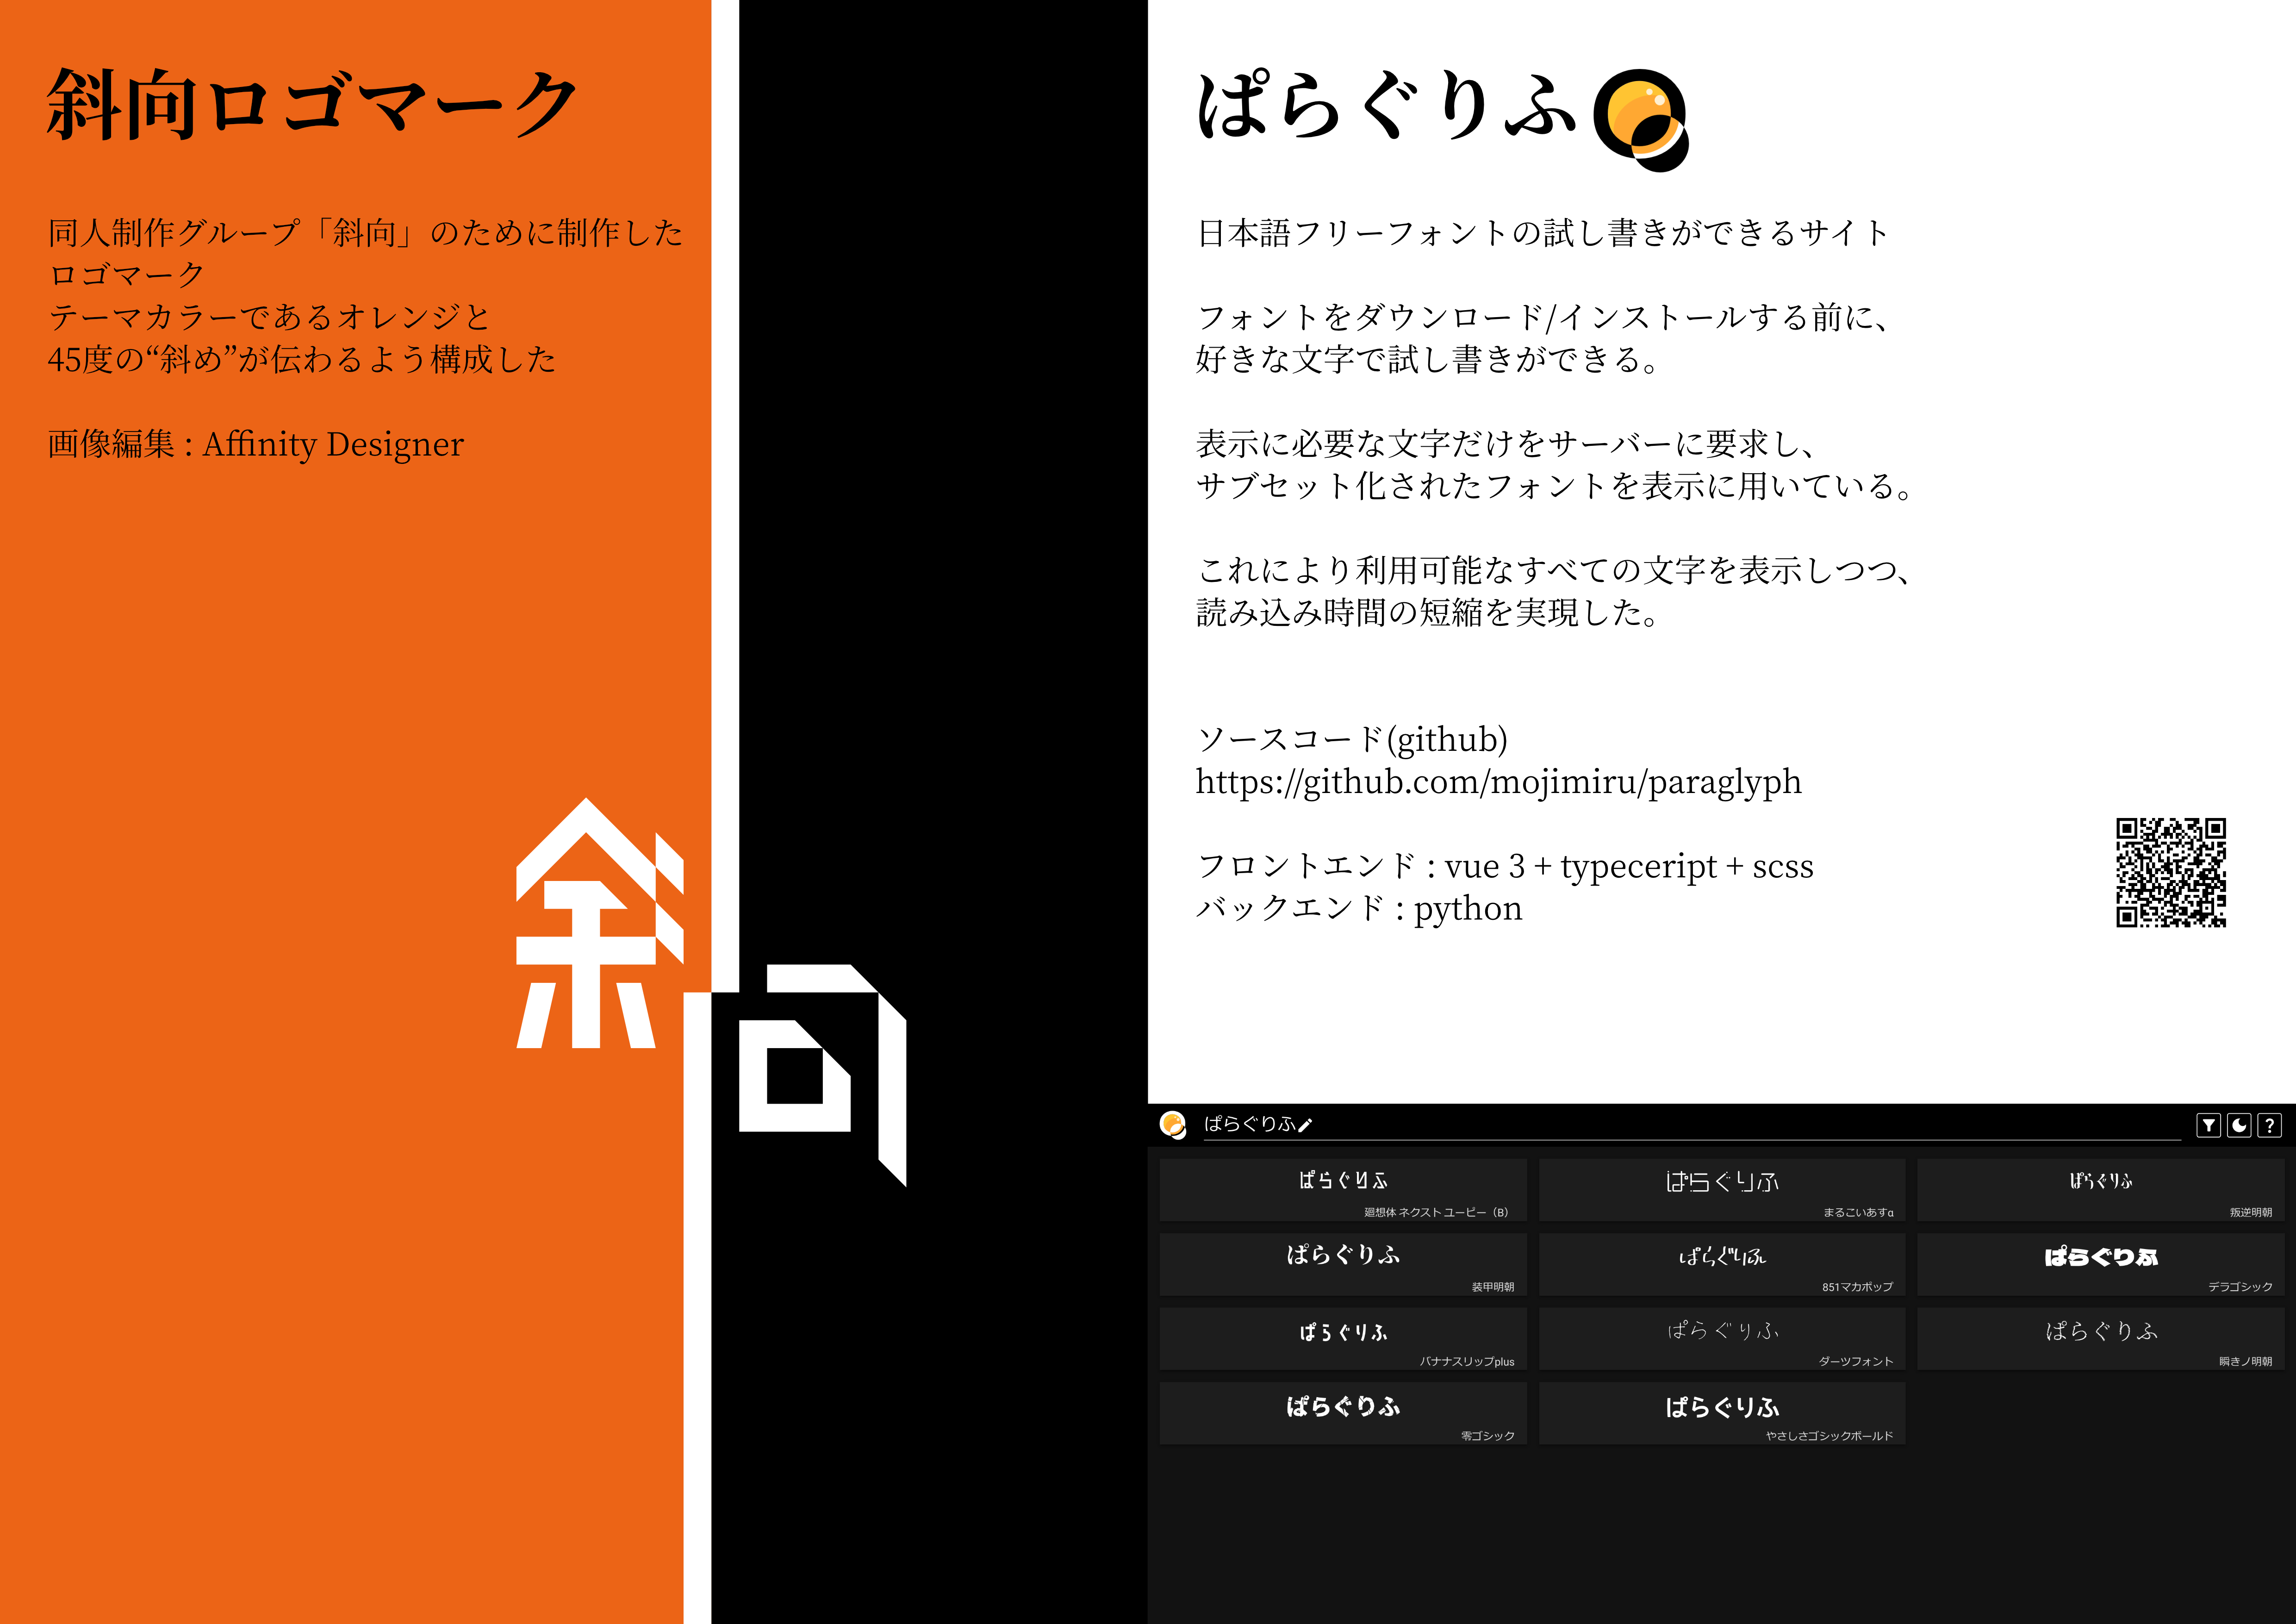 斜向ロゴマーク
同人制作グループ「斜向」のために制作した
ロゴマーク
テーマカラーであるオレンジと
45度の“斜め”が伝わるよう構成した
画像編集 : Affinity Designer
斜向
ぱらぐりふ
日本語フリーフォントの試し書きができるサイト
フォントをダウンロード/インストールする前に、
好きな文字で試し書きができる。
表示に必要な文字だけをサーバーに要求し、
サブセット化されたフォントを表示に用いている。
これにより利用可能なすべての文字を表示しつつ、
読み込み時間の短縮を実現した。
ソースコード(github)
https://github.com/mojimiru/paraglyph
フロントエンド : vue 3 + typeceript + scss
バックエンド : python
ぱらぐりふ
?
ぱらぐりふ
廻想体 ネクスト ユーピー（B）
ぱらぐりふ
まるこいあすα
ぱらぐりふ
叛逆明朝
ぱらぐりふ
装甲明朝
ぱらぐりふ
851マカポップ
ぱらぐりふ
デラゴシック
ぱらぐりふ
バナナスリップplus
ぱらぐりふ
ダーツフォント
ぱらぐりふ
瞬きノ明朝
ぱらぐりふ
零ゴシック
ぱらぐりふ
やさしさゴシックボールド